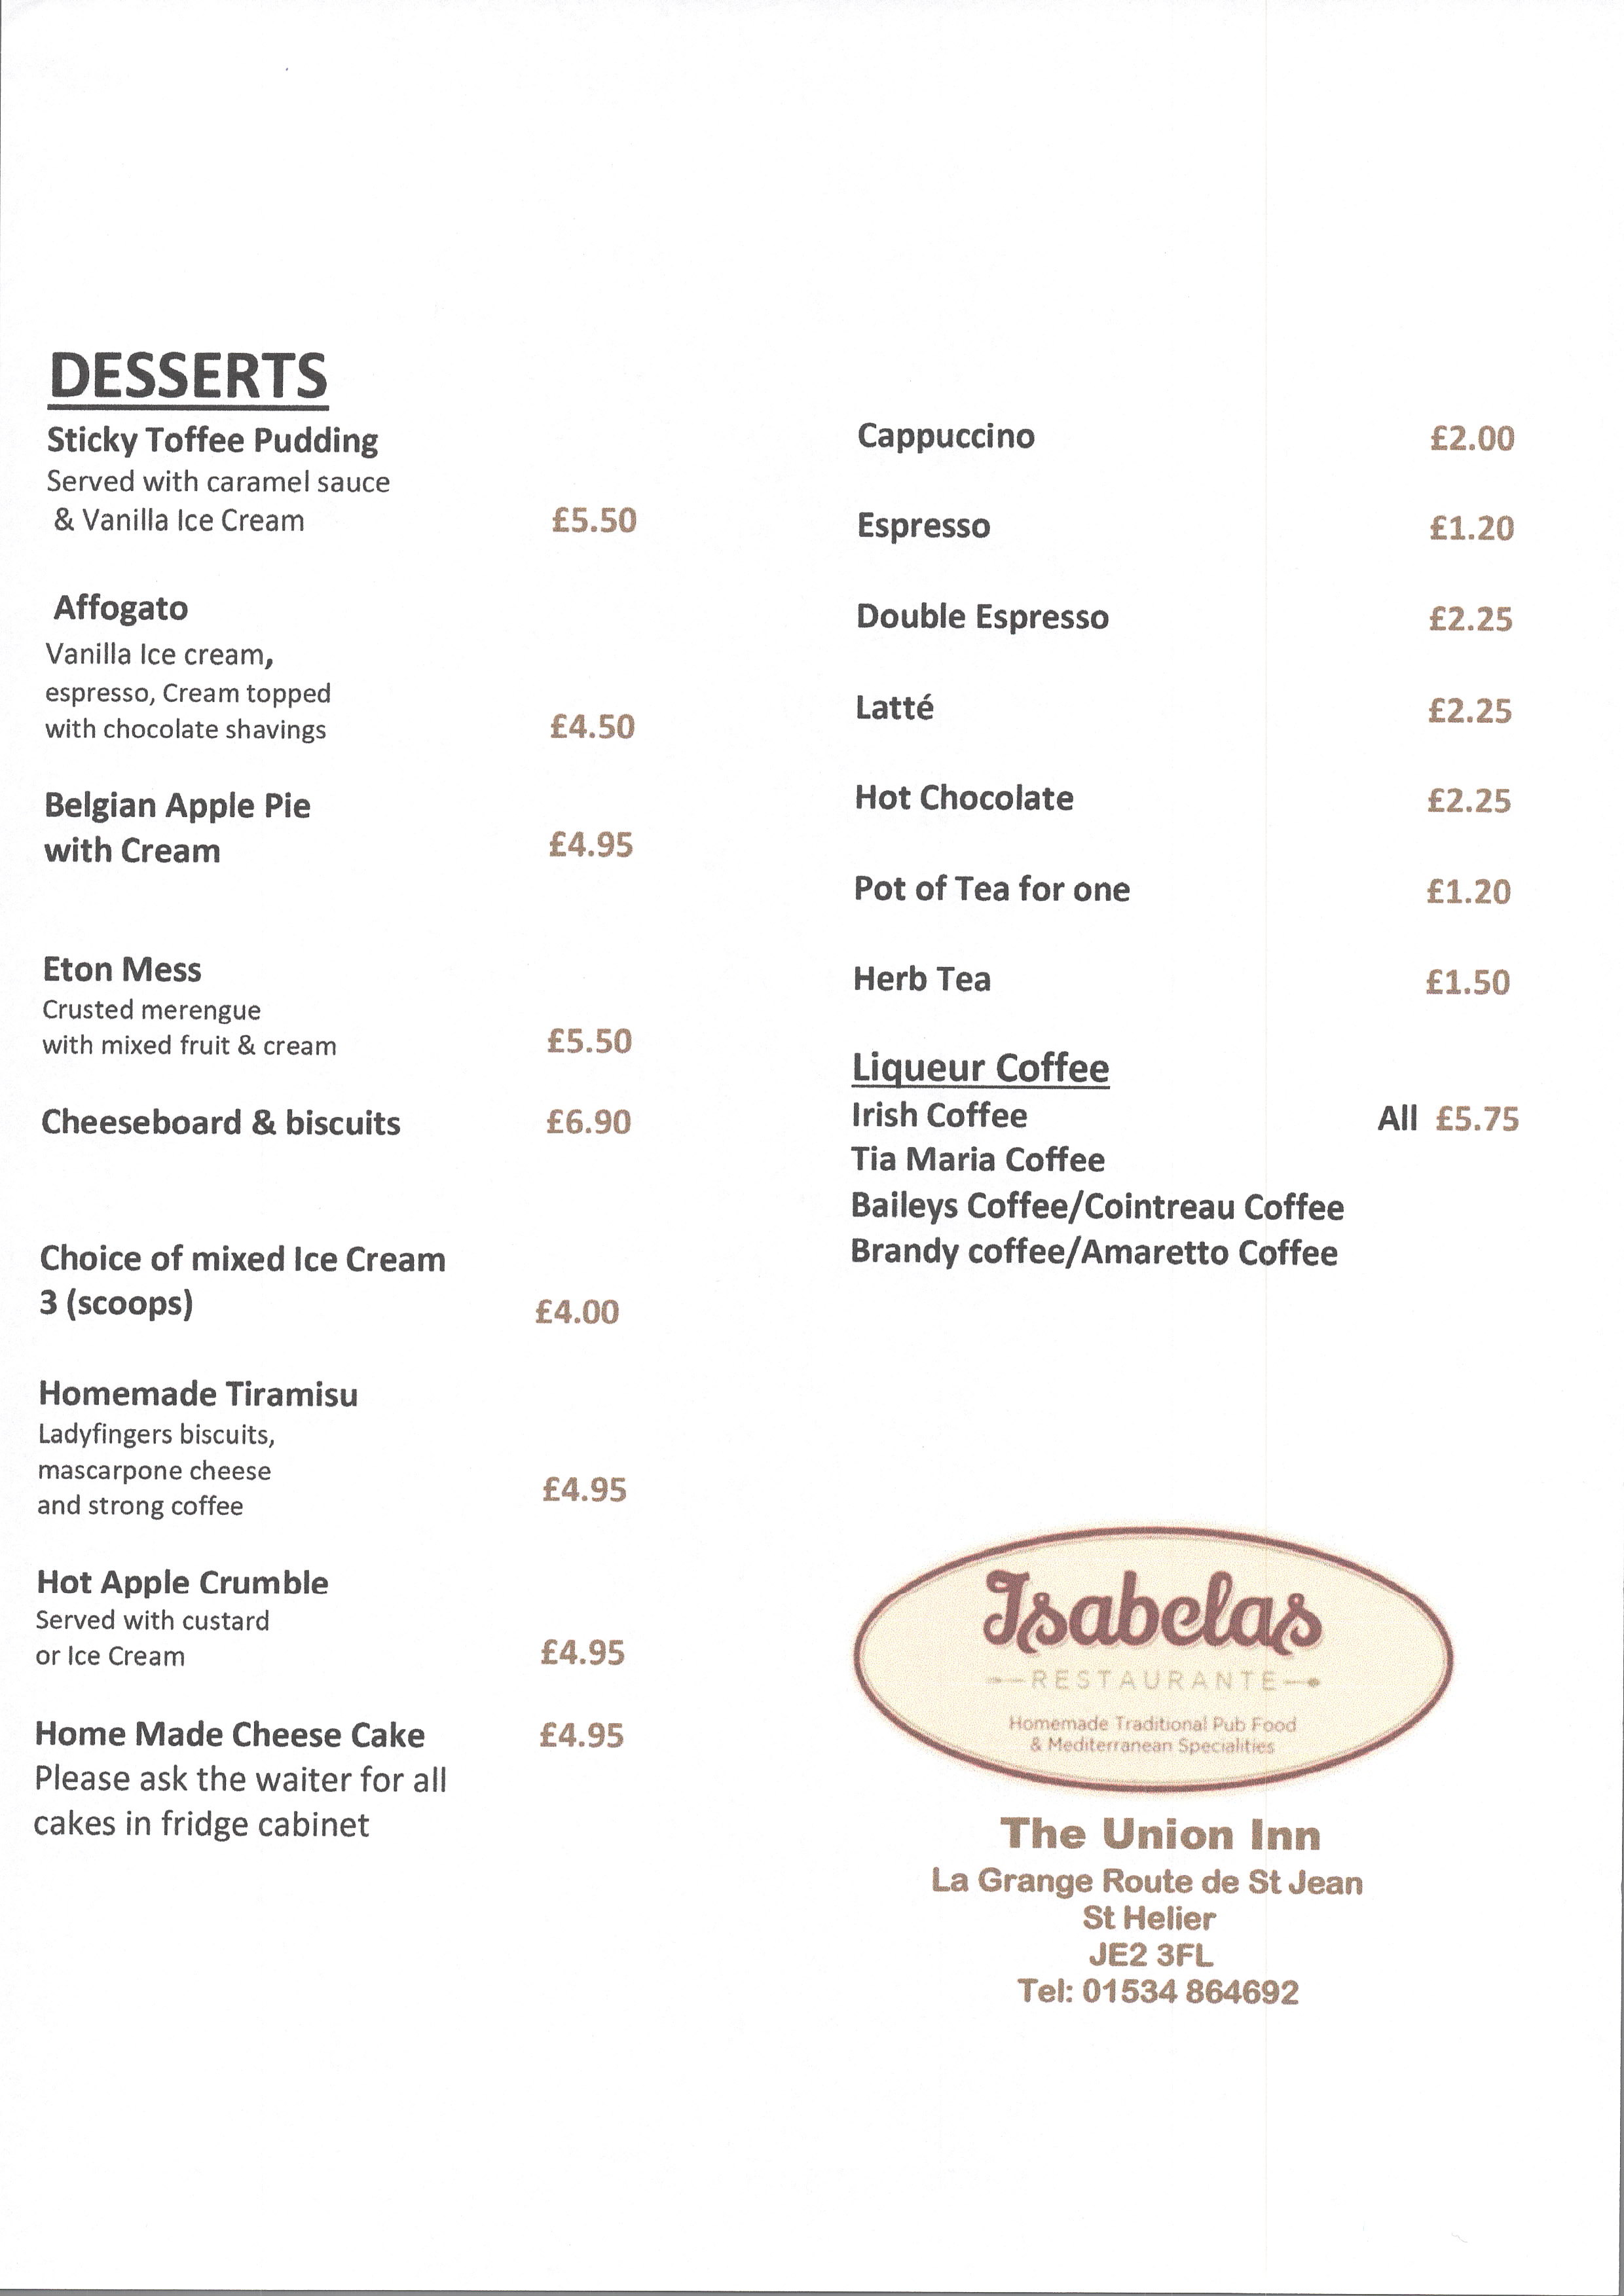 DESSERTS
Sticky Toffee Pudding
Served with caramel sauce
& Vanilla Ice Cream £5.50
Affogato
Vanilla Ice cream,
espresso, Cream topped
with chocolate shavings £4.50
Belgian Apple Pie
with Cream £4.95
Eton Mess
Crusted merengue
with mixed fruit & cream £5.50
Cheeseboard & biscuits £6.90
Choice of mixed Ice Cream
3 (scoops) £4.00
Homemade Tiramisu
Ladyfingers biscuits,
mascarpone cheese
and strong coffee £4.95
Hot Apple Crumble
Served with custard
or Ice Cream £4.95
Home Made Cheese Cake £4.95
Please ask the waiter for all
cakes in fridge cabinet
Cappuccino £2.00
Espresso £1.20
Double Espresso £2.25
Latté £2.25
Hot Chocolate £2.25
Pot of Tea for one £1.20
Herb Tea £1.50
Liqueur Coffee
Irish Coffee All £5.75
Tia Maria Coffee
Baileys Coffee/Cointreau Coffee
Brandy coffee/Amaretto Coffee
Isabelas
RESTAURANTE
Homemade Traditional Pub Food
& Mediterranean Specialities
The Union Inn
La Grange Route de St Jean
St Helier
JE2 3FL
Tel: 01534 864692